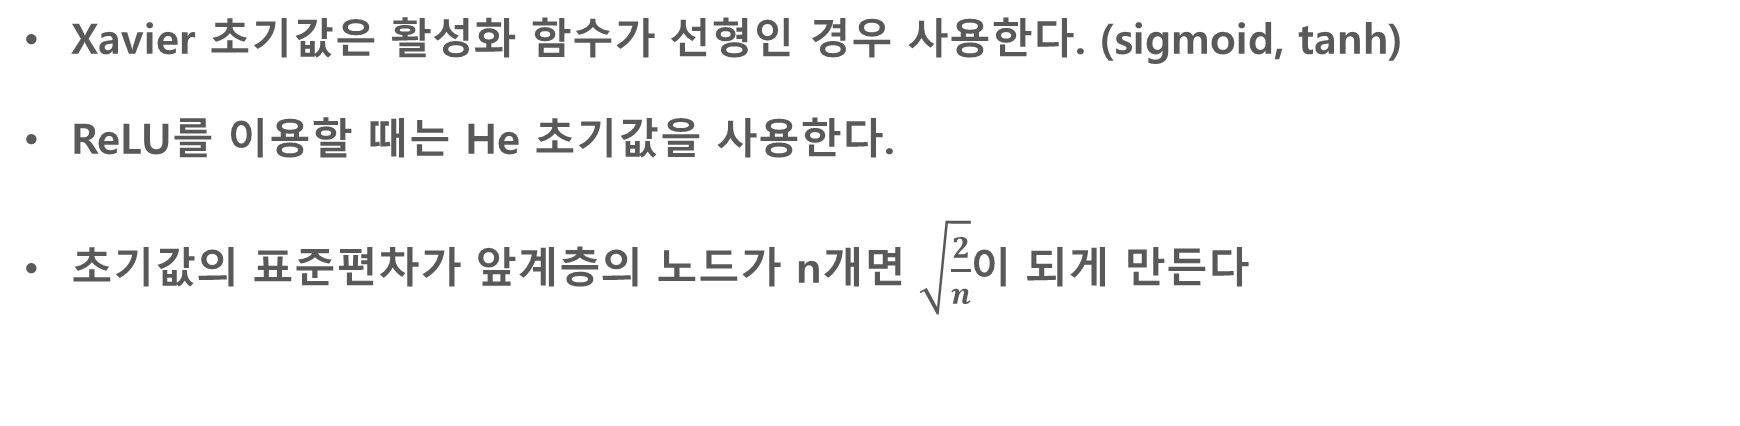 • Xavier 초기값은 활성화 함수가 선형인 경우 사용한다. (sigmoid, tanh)
• ReLU를 이용할 때는 He 초기값을 사용한다.
• 초기값의 표준편차가 앞계층의 노드가 n개면 √(2/n)이 되게 만든다